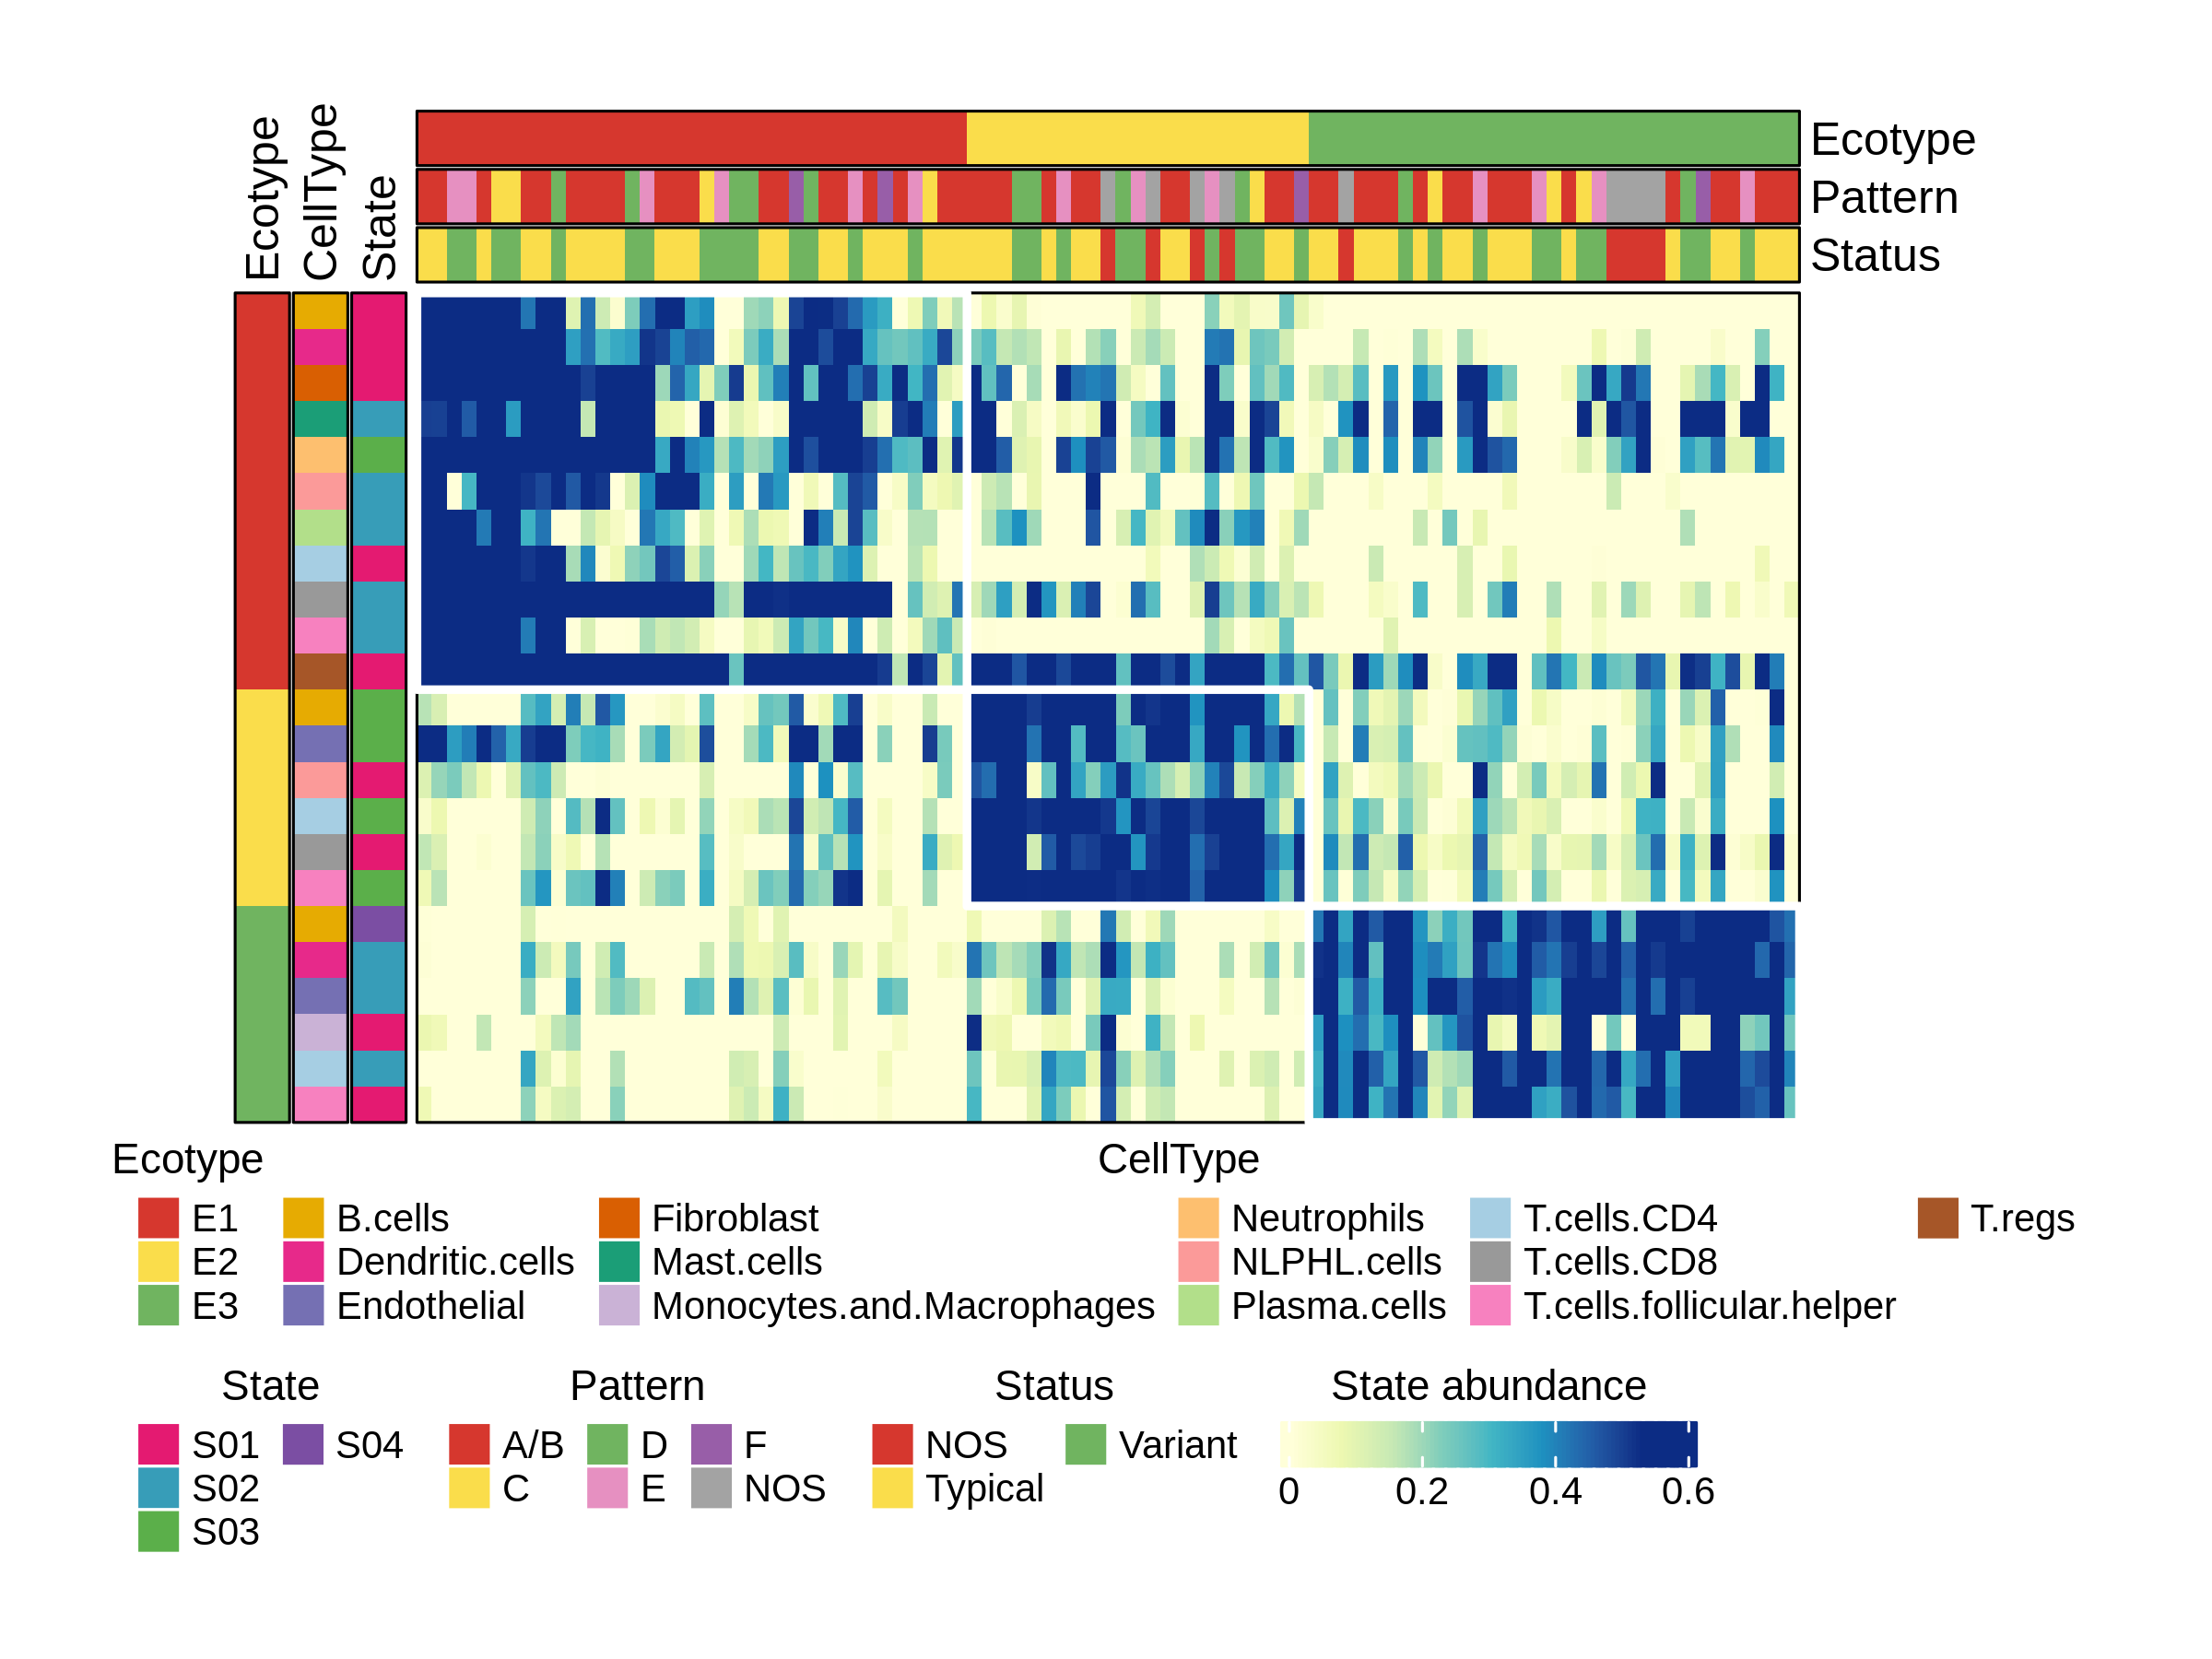 Ecotype
CellType
State
Ecotype
Pattern
Status
Ecotype
CellType
E1
B.cells
Fibroblast
Neutrophils
T.cells.CD4
T.regs
E2
Dendritic.cells
Mast.cells
NLPHL.cells
T.cells.CD8
E3
Endothelial
Monocytes.and.Macrophages
Plasma.cells
T.cells.follicular.helper
State
Pattern
Status
State abundance
S01
S04
A/B
D
F
NOS
Variant
S02
C
E
NOS
Typical
0
0.2
0.4
0.6
S03